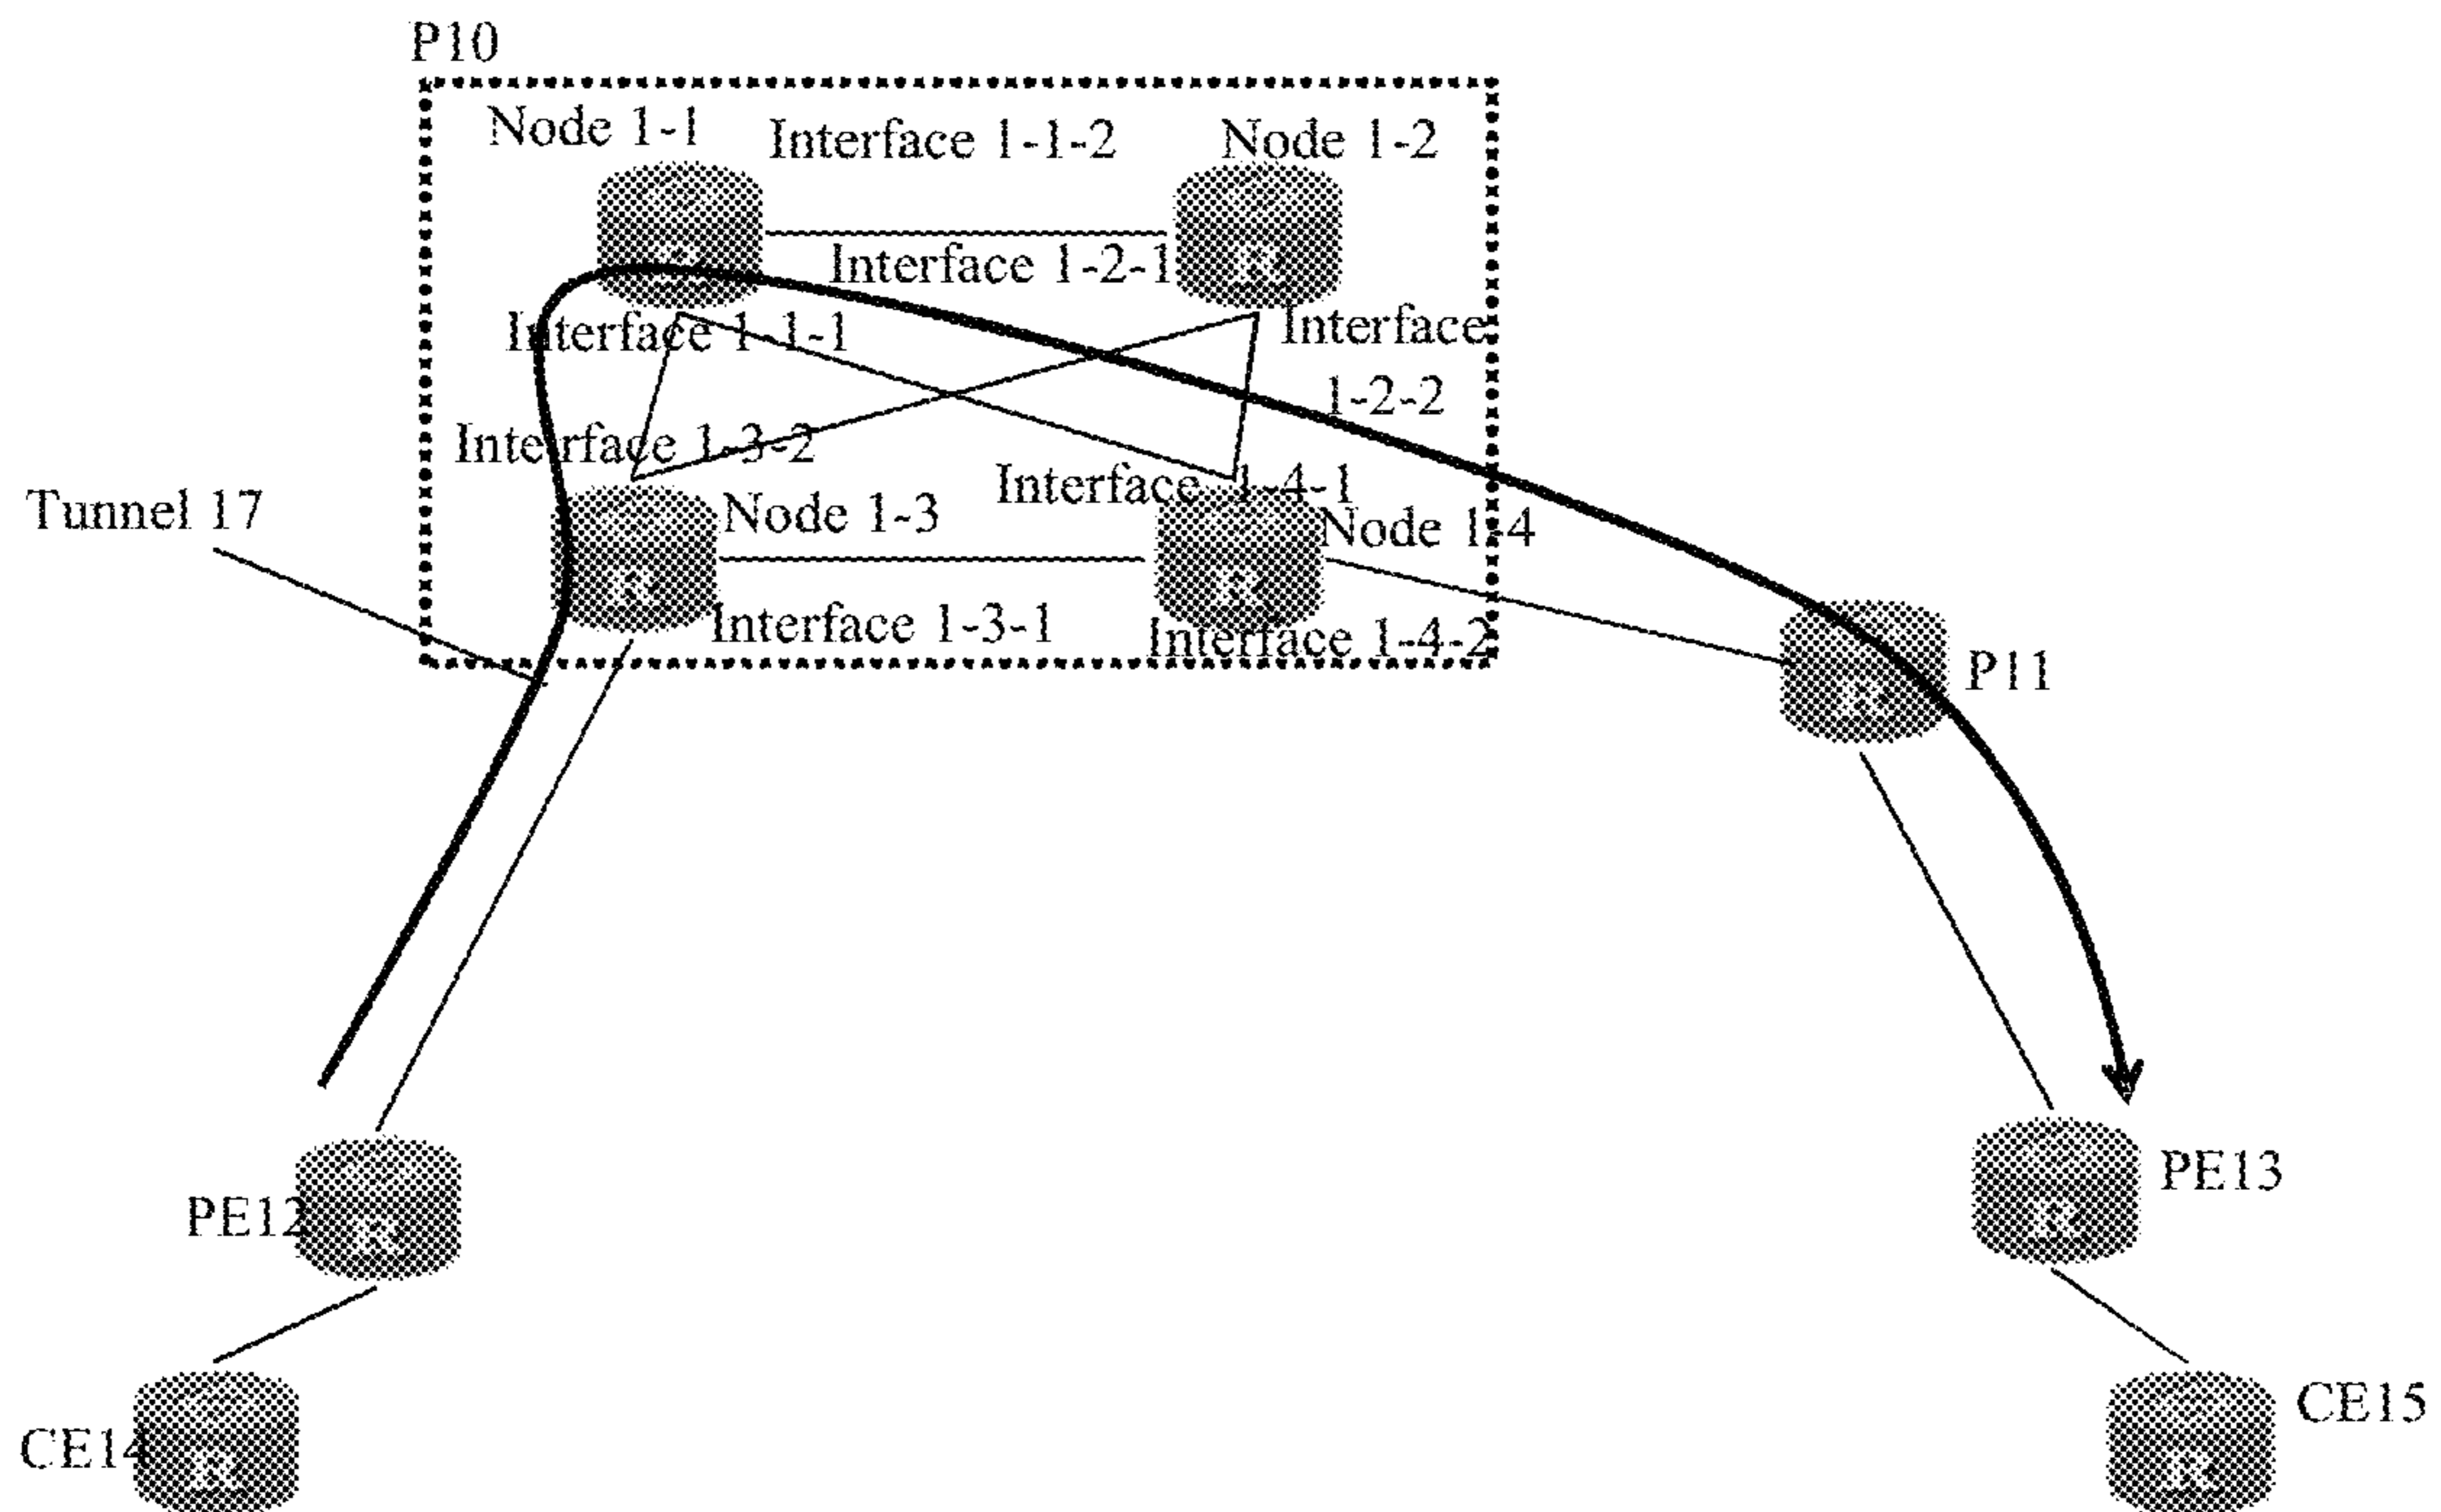 P10
Node 1-1
Interface 1-1-2
Node 1-2
Interface 1-2-1
Interface 1-1-1
Interface
1-2-2
Interface 1-3-2
Interface 1-4-1
Tunnel 17
Node 1-3
Node 1-4
Interface 1-3-1
Interface 1-4-2
P11
PE12
PE13
CE14
CE15
R
R
R
R
R
R
R
R